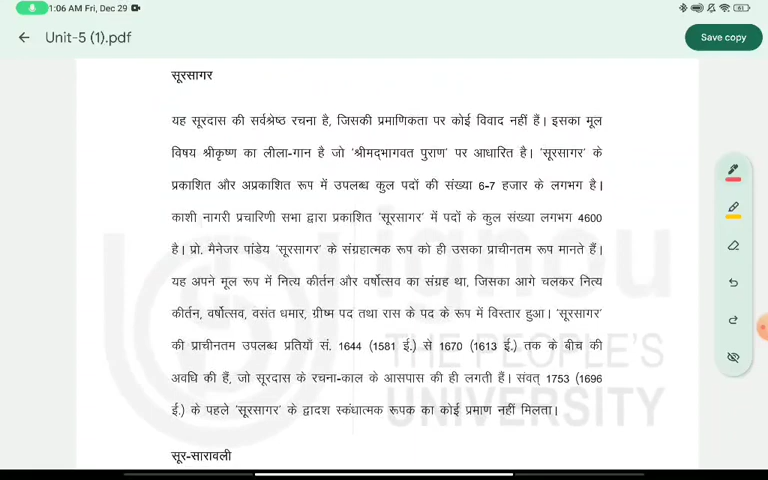 1:06 AM Fri, Dec 29
61
Unit-5 (1).pdf
Save copy
सूरसागर
यह सूरदास की सर्वश्रेष्ठ रचना है, जिसकी प्रमाणिकता पर कोई विवाद नहीं हैं। इसका मूल
विषय श्रीकृष्ण का लीला-गान है जो 'श्रीमद्भागवत पुराण' पर आधारित है। 'सूरसागर' के
प्रकाशित और अप्रकाशित रूप में उपलब्ध कुल पदों की संख्या 6-7 हजार के लगभग है।
काशी नागरी प्रचारिणी सभा द्वारा प्रकाशित 'सूरसागर' में पदों के कुल संख्या लगभग 4600
है। प्रो. मैनेजर पांडेय 'सूरसागर' के संग्रहात्मक रूप को ही उसका प्राचीनतम रूप मानते हैं।
यह अपने मूल रूप में नित्य कीर्तन और वर्षोत्सव का संग्रह था, जिसका आगे चलकर नित्य
कीर्तन, वर्षोत्सव, वसंत धमार, ग्रीष्म पद तथा रास के पद के रूप में विस्तार हुआ। 'सूरसागर'
की प्राचीनतम उपलब्ध प्रतियाँ सं. 1644 (1581 ई.) से 1670 (1613 ई.) तक के बीच की
अवधि की हैं, जो सूरदास के रचना-काल के आसपास की ही लगती हैं। संवत् 1753 (1696
ई.) के पहले 'सूरसागर' के द्वादश स्कंधात्मक रूपक का कोई प्रमाण नहीं मिलता।
सूर-सारावली
ignou
THE PEOPLE'S
UNIVERSITY